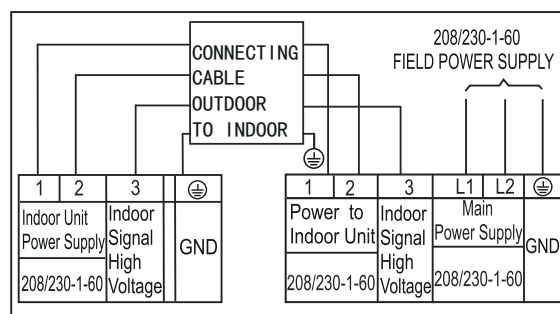 208/230-1-60
FIELD POWER SUPPLY
CONNECTING
CABLE
OUTDOOR
TO INDOOR
1 2 3
Indoor Unit
Power Supply
208/230-1-60
Indoor
Signal
High
Voltage
GND
1 2 3 L1 L2
Power to
Indoor Unit
208/230-1-60
Indoor
Signal
High
Voltage
Main
Power Supply
208/230-1-60
GND